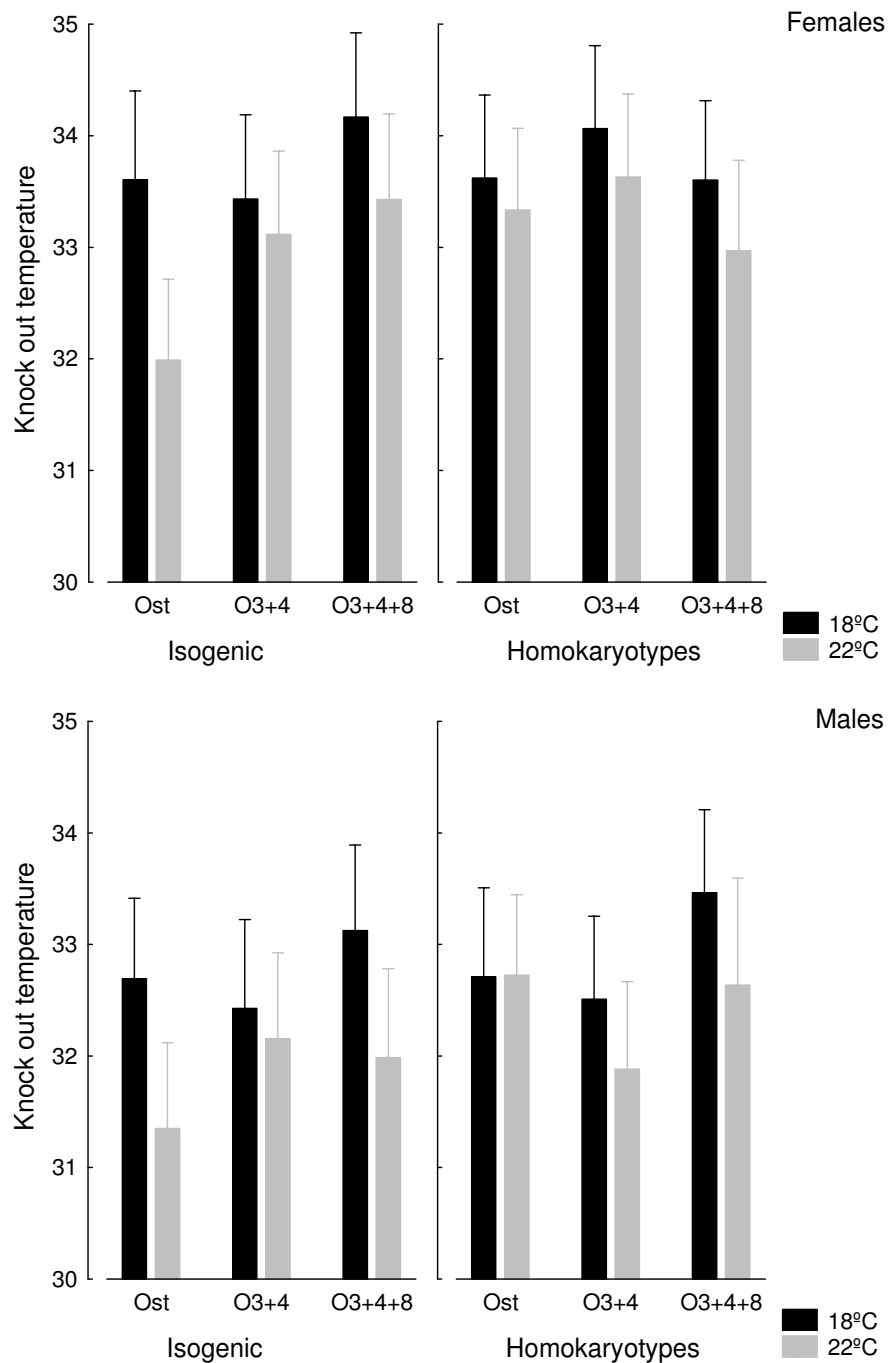 Females
35
34
33
32
31
30
Knock out temperature
Ost O3+4 O3+4+8 Ost O3+4 O3+4+8
Isogenic Homokaryotypes
18ºC
22ºC
Males
35
34
33
32
31
30
Knock out temperature
Ost O3+4 O3+4+8 Ost O3+4 O3+4+8
Isogenic Homokaryotypes
18ºC
22ºC